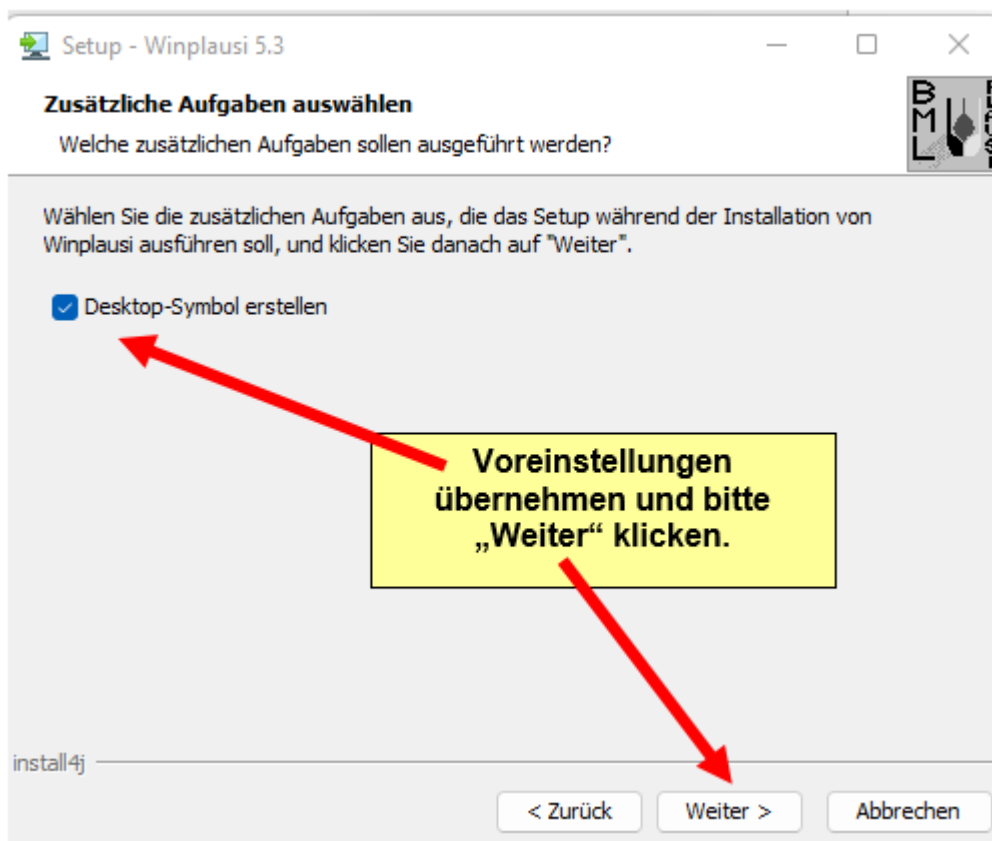 Setup - Winplausi 5.3
Zusätzliche Aufgaben auswählen
Welche zusätzlichen Aufgaben sollen ausgeführt werden?
BML
Wählen Sie die zusätzlichen Aufgaben aus, die das Setup während der Installation von
Winplausi ausführen soll, und klicken Sie danach auf "Weiter".
Desktop-Symbol erstellen
Voreinstellungen
übernehmen und bitte
„Weiter“ klicken.
install4j
< Zurück
Weiter >
Abbrechen